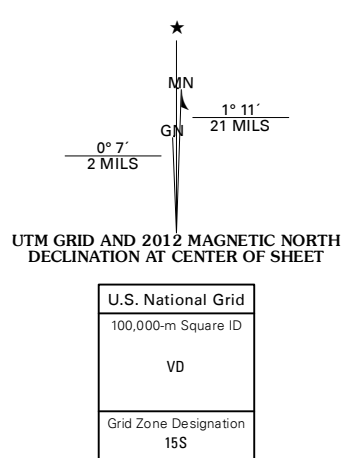 ★
MN
1° 11´
21 MILS
GN
0° 7´
2 MILS
UTM GRID AND 2012 MAGNETIC NORTH
DECLINATION AT CENTER OF SHEET
U.S. National Grid
100,000-m Square ID
VD
Grid Zone Designation
15S